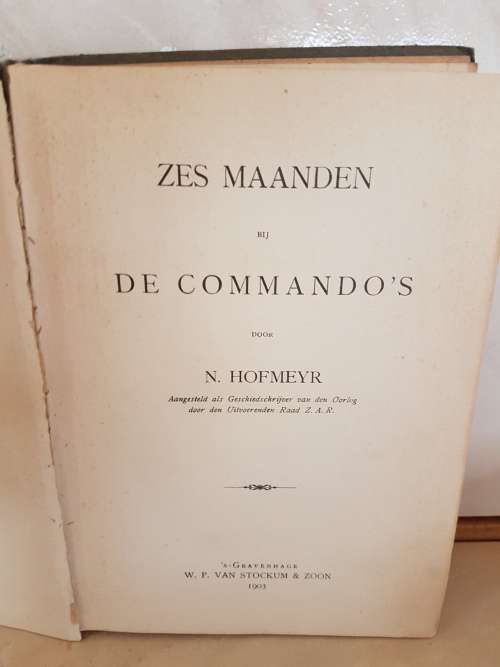 ZES MAANDEN
BIJ
DE COMMANDO'S
DOOR
N. HOFMEYR
Aangesteld als Geschiedschrijver van den Oorlog
door den Uitvoerenden Raad Z. A. R.
'S-GRAVENHAGE
W. P. VAN STOCKUM & ZOON
1903